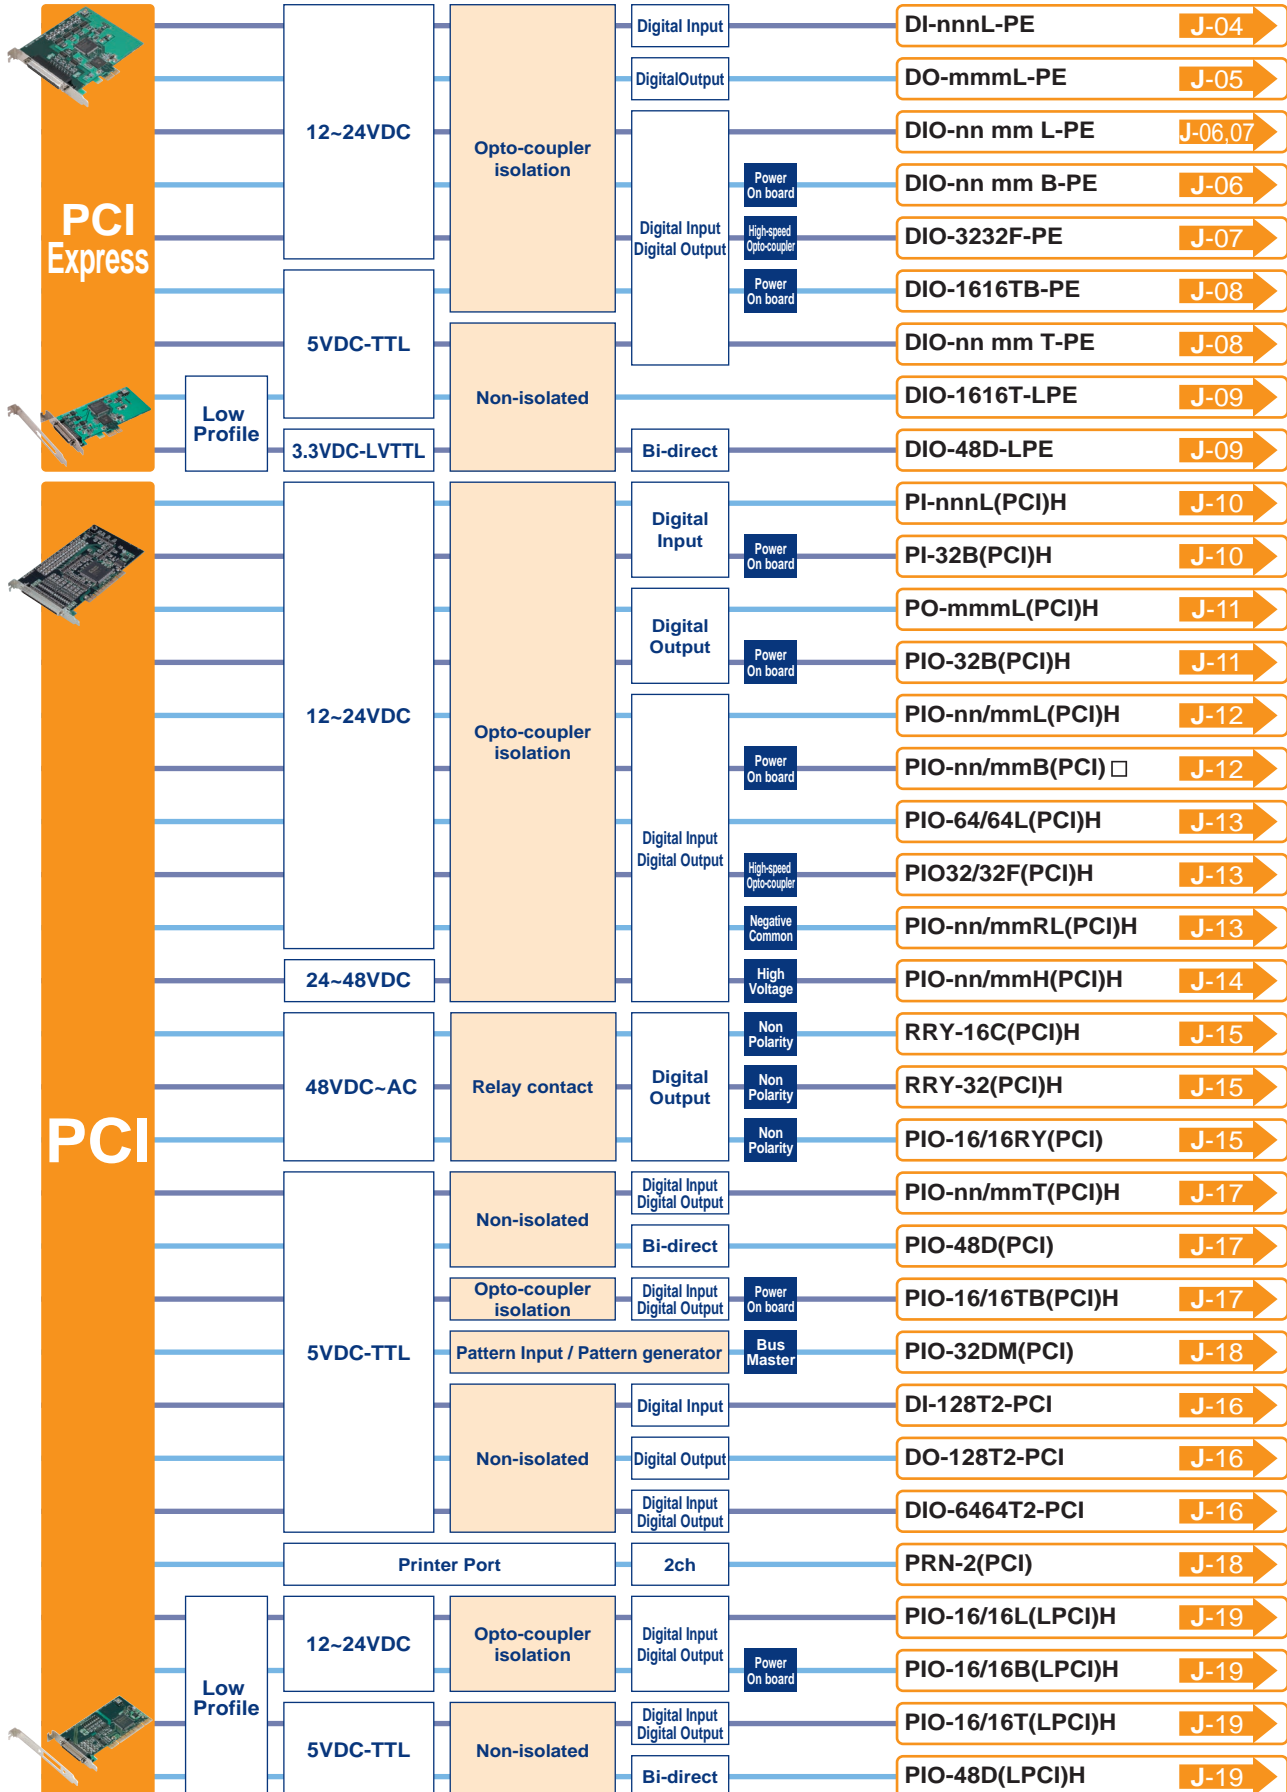 PCI
Express
Low
Profile
12~24VDC
5VDC-TTL
3.3VDC-LVTTL
Opto-coupler
isolation
Non-isolated
Digital Input
DigitalOutput
Digital Input
Digital Output
Bi-direct
Power
On board
High-speed
Opto-coupler
Power
On board
DI-nnnL-PE J-04
DO-mmmL-PE J-05
DIO-nn mm L-PE J-06,07
DIO-nn mm B-PE J-06
DIO-3232F-PE J-07
DIO-1616TB-PE J-08
DIO-nn mm T-PE J-08
DIO-1616T-LPE J-09
DIO-48D-LPE J-09
PCI
12~24VDC
24~48VDC
Opto-coupler
isolation
Digital
Input
Digital
Output
Digital Input
Digital Output
Power
On board
Power
On board
Power
On board
High-speed
Opto-coupler
Negative
Common
High
Voltage
PI-nnnL(PCI)H J-10
PI-32B(PCI)H J-10
PO-mmmL(PCI)H J-11
PIO-32B(PCI)H J-11
PIO-nn/mmL(PCI)H J-12
PIO-nn/mmB(PCI) □ J-12
PIO-64/64L(PCI)H J-13
PIO32/32F(PCI)H J-13
PIO-nn/mmRL(PCI)H J-13
PIO-nn/mmH(PCI)H J-14
48VDC~AC
Relay contact
Digital
Output
Non
Polarity
Non
Polarity
Non
Polarity
RRY-16C(PCI)H J-15
RRY-32(PCI)H J-15
PIO-16/16RY(PCI) J-15
5VDC-TTL
Non-isolated
Digital Input
Digital Output
Bi-direct
Opto-coupler
isolation
Digital Input
Digital Output
Power
On board
Pattern Input / Pattern generator
Bus
Master
Non-isolated
Digital Input
Digital Output
Digital Input
Digital Output
PIO-nn/mmT(PCI)H J-17
PIO-48D(PCI) J-17
PIO-16/16TB(PCI)H J-17
PIO-32DM(PCI) J-18
DI-128T2-PCI J-16
DO-128T2-PCI J-16
DIO-6464T2-PCI J-16
Printer Port
2ch
PRN-2(PCI) J-18
Low
Profile
12~24VDC
Opto-coupler
isolation
Digital Input
Digital Output
Power
On board
PIO-16/16L(LPCI)H J-19
PIO-16/16B(LPCI)H J-19
5VDC-TTL
Non-isolated
Digital Input
Digital Output
Bi-direct
PIO-16/16T(LPCI)H J-19
PIO-48D(LPCI)H J-19